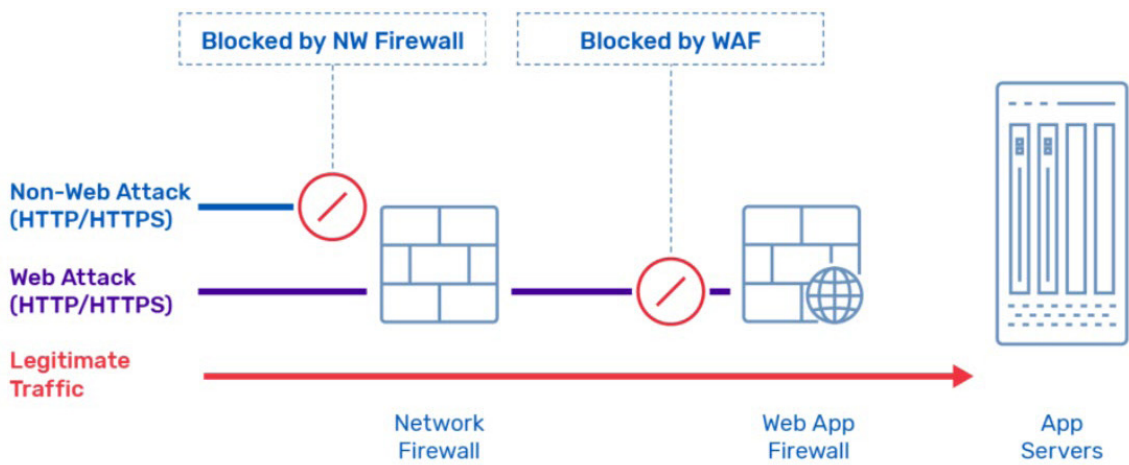 Blocked by NW Firewall
Blocked by WAF
Non-Web Attack
(HTTP/HTTPS)
Web Attack
(HTTP/HTTPS)
Legitimate
Traffic
Network
Firewall
Web App
Firewall
App
Servers